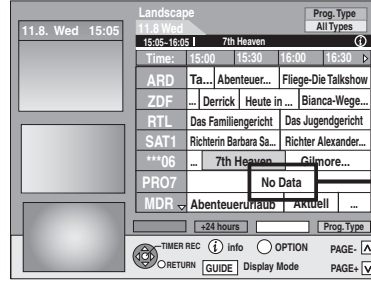 Landscape Prog. Type
11.8. Wed 15:05 11.8 Wed All Types
15:05~16:05 7th Heaven
Time: 15:00 15:30 16:00 16:30
ARD Ta... Abenteuer... Fliege-Die Talkshow
ZDF ... Derrick Heute in ... Bianca-Wege...
RTL Das Familiengericht Das Jugendgericht
SAT1 Richterin Barbara Sa... Richter Alexander...
***06 ... 7th Heaven Gilmore...
PRO7 No Data
MDR Abenteuerurlaub Aktuell ...
+24 hours Prog. Type
TIMER REC i info OPTION PAGE-
RETURN GUIDE Display Mode PAGE+